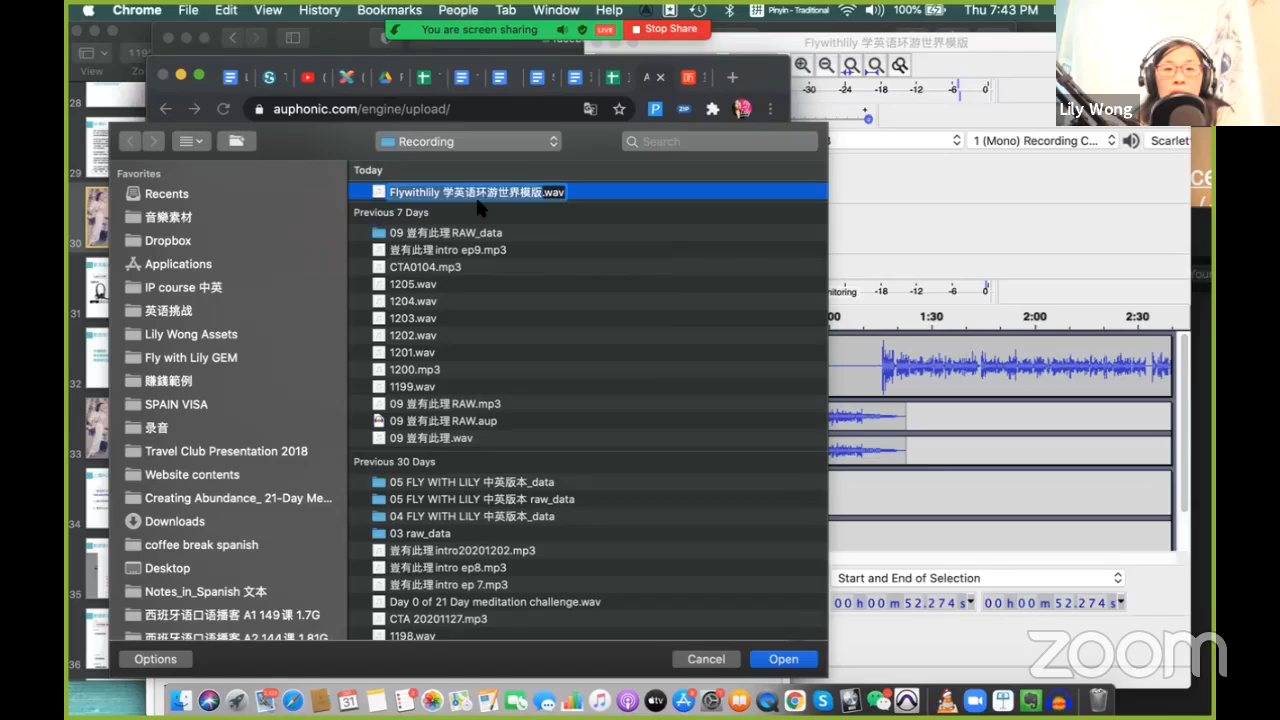 Chrome File Edit View History Bookmarks People Tab Window Help Pinyin - Traditional 100% Thu 7:43 PM
You are screen sharing LIVE Stop Share
Flywithlily 学英语环游世界模版
View
auphonic.com/engine/upload/
-30 -24 -18 -12 -6 0
Lily Wong
Recording
Search
1 (Mono) Recording C... Scarlet
Favorites
Recents
音樂素材
Dropbox
Applications
IP course 中英
英语挑战
Lily Wong Assets
Fly with Lily GEM
賺錢範例
SPAIN VISA
录音
Travel Club Presentation 2018
Website contents
Creating Abundance_ 21-Day Me...
Downloads
coffee break spanish
Desktop
Notes_in_Spanish 文本
西班牙语口语播客 A1 149 课 1.7G
西班牙语口语播客 A2 144 课 1.81G
Today
Flywithlily 学英语环游世界模版.wav
Previous 7 Days
09 豈有此理 RAW_data
豈有此理 intro ep9.mp3
CTA0104.mp3
1205.wav
1204.wav
1203.wav
1202.wav
1201.wav
1200.mp3
1199.wav
09 豈有此理 RAW.mp3
09 豈有此理 RAW.aup
09 豈有此理.wav
Previous 30 Days
05 FLY WITH LILY 中英版本_data
05 FLY WITH LILY 中英版本 raw_data
04 FLY WITH LILY 中英版本_data
03 raw_data
豈有此理 intro20201202.mp3
豈有此理 intro ep8.mp3
豈有此理 intro ep 7.mp3
Day 0 of 21 Day meditation challenge.wav
CTA 20201127.mp3
1198.wav
Options
Cancel
Open
nitoring -18 -12 -6 0
00 1:30 2:00 2:30
Start and End of Selection
00 h 00 m 52.274 s 00 h 00 m 52.274 s
28
29
30
31
32
33
34
35
36
zoom